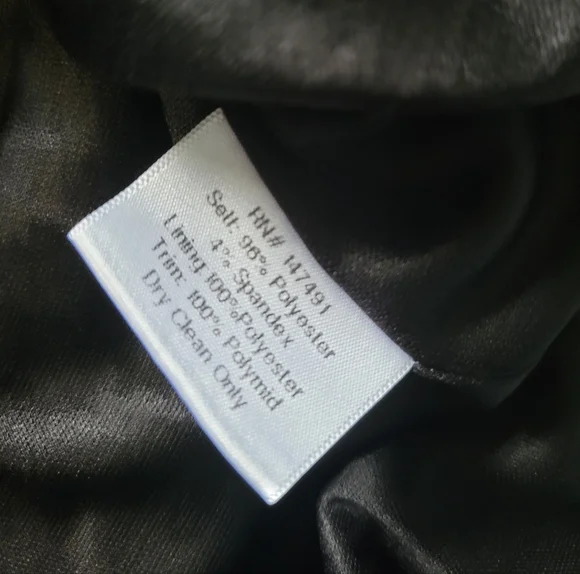 RN# 147491
Self: 96% Polyester
4% Spandex
Lining 100%Polyester
Trim: 100% Polymid
Dry Clean Only